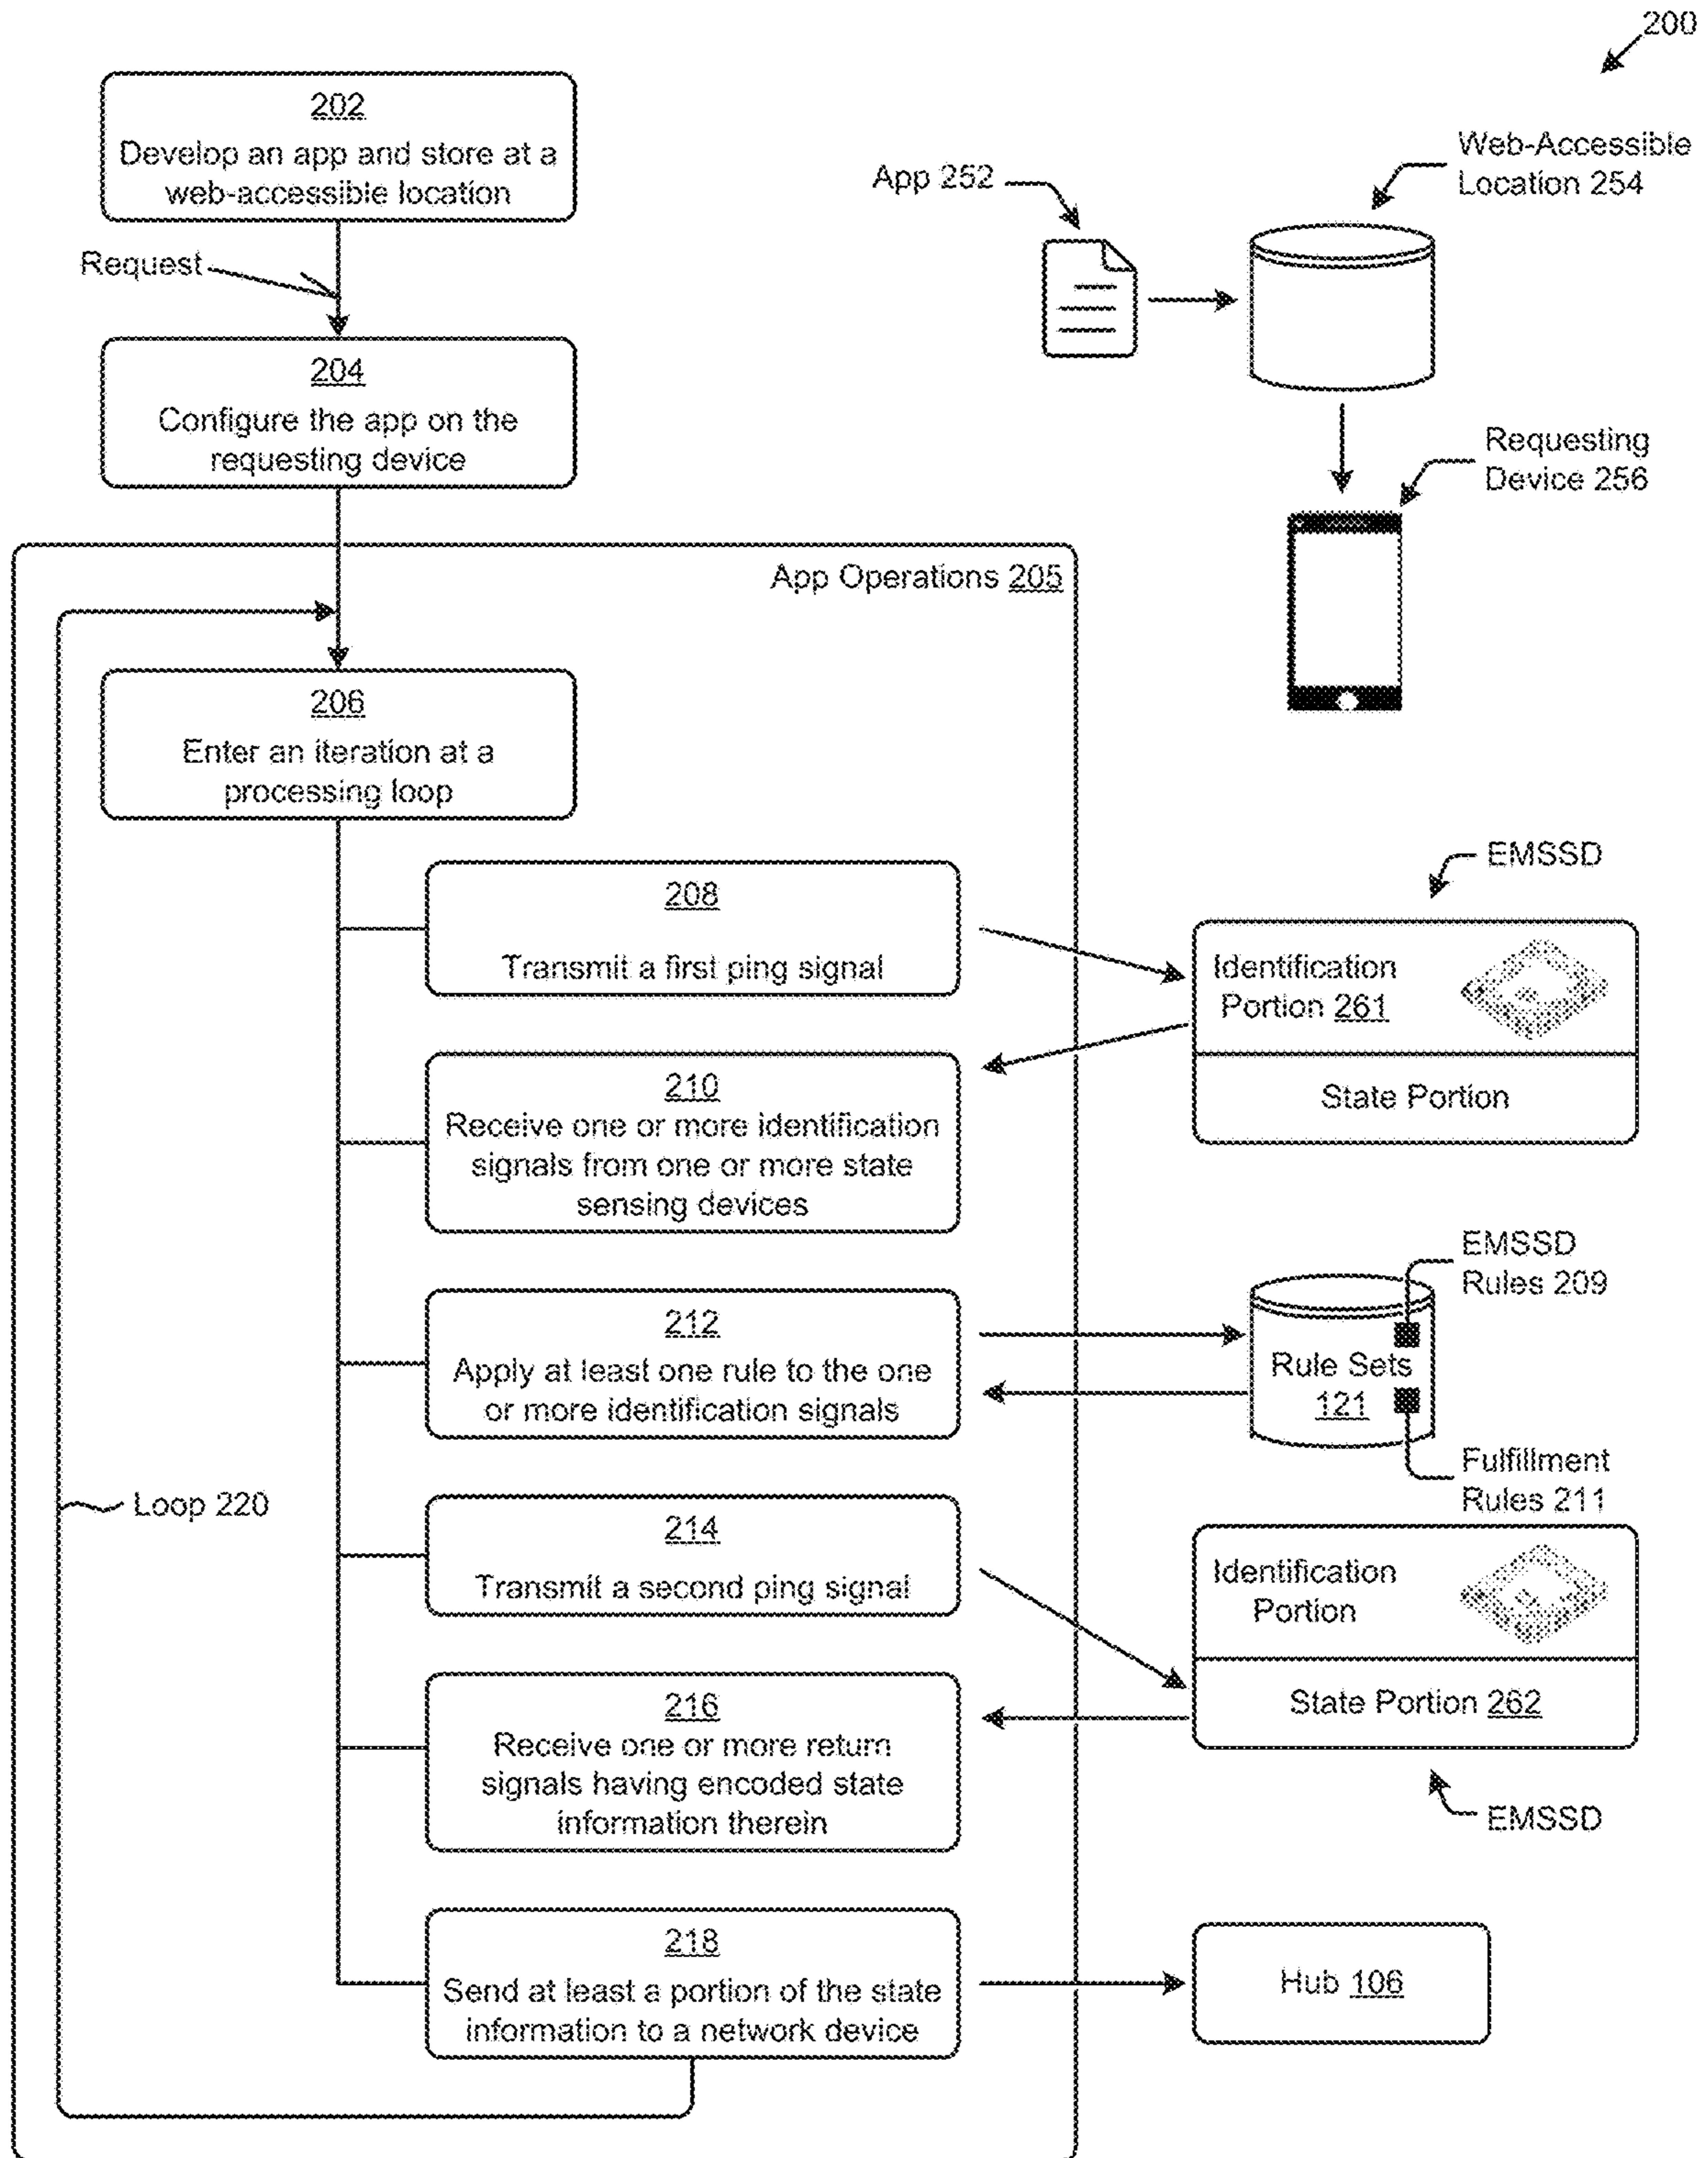 200
202
Develop an app and store at a
web-accessible location
Request
App 252
Web-Accessible
Location 254
204
Configure the app on the
requesting device
Requesting
Device 256
App Operations 205
206
Enter an iteration at a
processing loop
208
Transmit a first ping signal
EMSSD
Identification
Portion 261
State Portion
210
Receive one or more identification
signals from one or more state
sensing devices
212
Apply at least one rule to the one
or more identification signals
EMSSD
Rules 209
Rule Sets
121
Fulfillment
Rules 211
Loop 220
214
Transmit a second ping signal
Identification
Portion
State Portion 262
EMSSD
216
Receive one or more return
signals having encoded state
information therein
218
Send at least a portion of the state
information to a network device
Hub 106